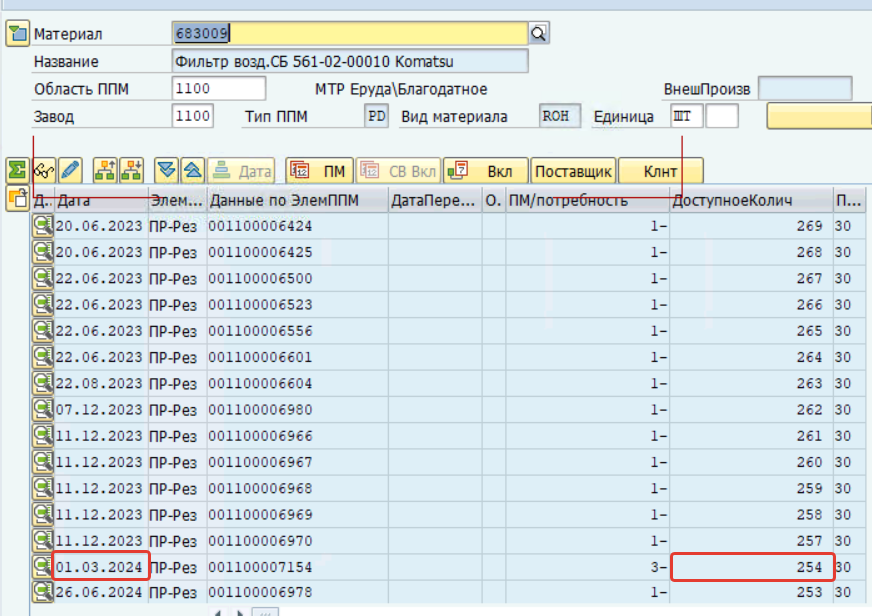 Материал 683009
Название Фильтр возд.СБ 561-02-00010 Komatsu
Область ППМ 1100 МТР Еруда\Благодатное ВнешПроизв
Завод 1100 Тип ППМ PD Вид материала ROH Единица ШТ
Дата ПМ СВ Вкл Вкл Поставщик Клнт
Д.. Дата Элем... Данные по ЭлемППМ ДатаПере... О. ПМ/потребность ДоступноеКолич П...
20.06.2023 ПР-Рез 001100006424 1- 269 30
20.06.2023 ПР-Рез 001100006425 1- 268 30
22.06.2023 ПР-Рез 001100006500 1- 267 30
22.06.2023 ПР-Рез 001100006523 1- 266 30
22.06.2023 ПР-Рез 001100006556 1- 265 30
22.06.2023 ПР-Рез 001100006601 1- 264 30
22.08.2023 ПР-Рез 001100006604 1- 263 30
07.12.2023 ПР-Рез 001100006980 1- 262 30
11.12.2023 ПР-Рез 001100006966 1- 261 30
11.12.2023 ПР-Рез 001100006967 1- 260 30
11.12.2023 ПР-Рез 001100006968 1- 259 30
11.12.2023 ПР-Рез 001100006969 1- 258 30
11.12.2023 ПР-Рез 001100006970 1- 257 30
01.03.2024 ПР-Рез 001100007154 3- 254 30
26.06.2024 ПР-Рез 001100006978 1- 253 30